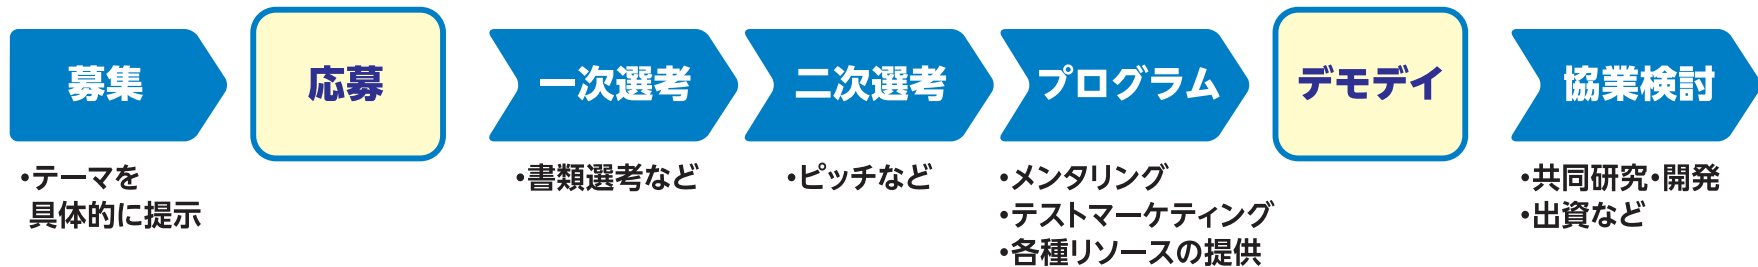 募集
応募
一次選考
二次選考
プログラム
デモデイ
協業検討
・テーマを
具体的に提示
・書類選考など
・ピッチなど
・メンタリング
・テストマーケティング
・各種リソースの提供
・共同研究・開発
・出資など